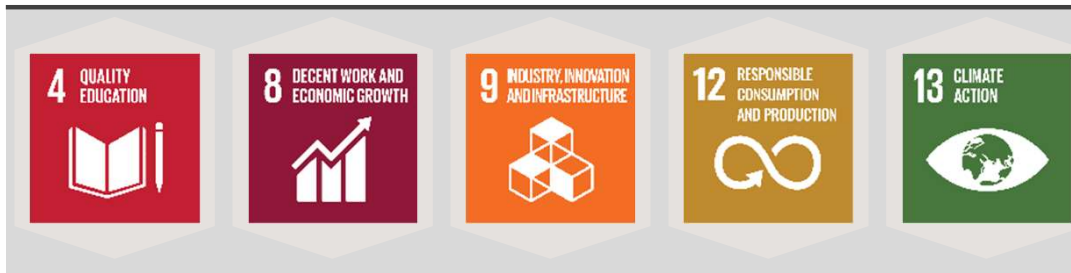 4 QUALITY
EDUCATION
8 DECENT WORK AND
ECONOMIC GROWTH
9 INDUSTRY, INNOVATION
AND INFRASTRUCTURE
12 RESPONSIBLE
CONSUMPTION
AND PRODUCTION
13 CLIMATE
ACTION